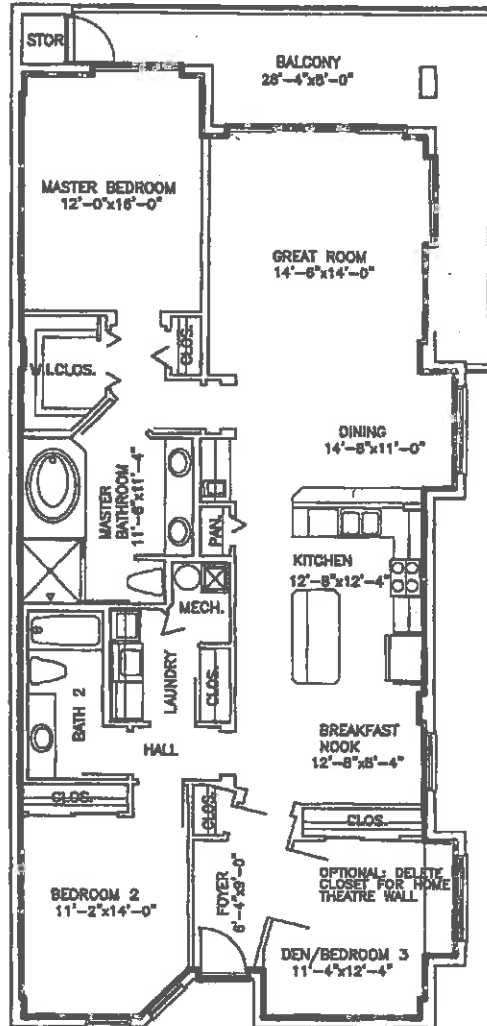 STOR
BALCONY
28'-4"x8'-0"
MASTER BEDROOM
12'-0"x16'-0"
GREAT ROOM
14'-6"x14'-0"
W.I.CLOS.
CLOS.
DINING
14'-8"x11'-0"
MASTER
BATHROOM
11'-6"x11'-4"
PAN.
KITCHEN
12'-8"x12'-4"
MECH.
LAUNDRY
CLOS.
BATH 2
HALL
BREAKFAST
NOOK
12'-8"x8'-4"
CLOS.
CLOS.
CLOS.
OPTIONAL: DELETE
CLOSET FOR HOME
THEATRE WALL
BEDROOM 2
11'-2"x14'-0"
FOYER
6'-4"x9'-0"
DEN/BEDROOM 3
11'-4"x12'-4"